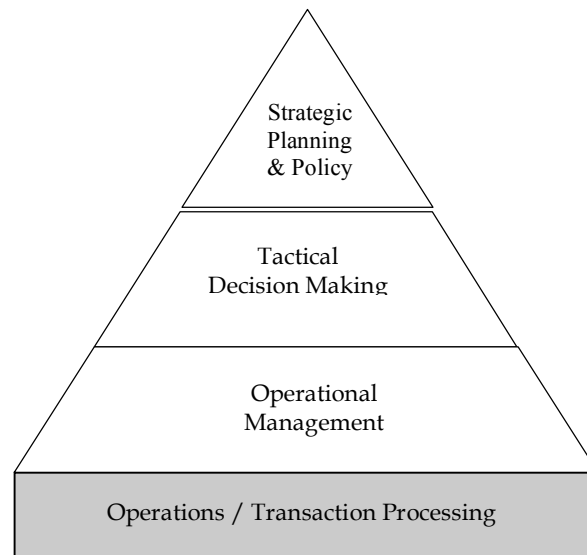 Strategic
Planning
& Policy
Tactical
Decision Making
Operational
Management
Operations / Transaction Processing